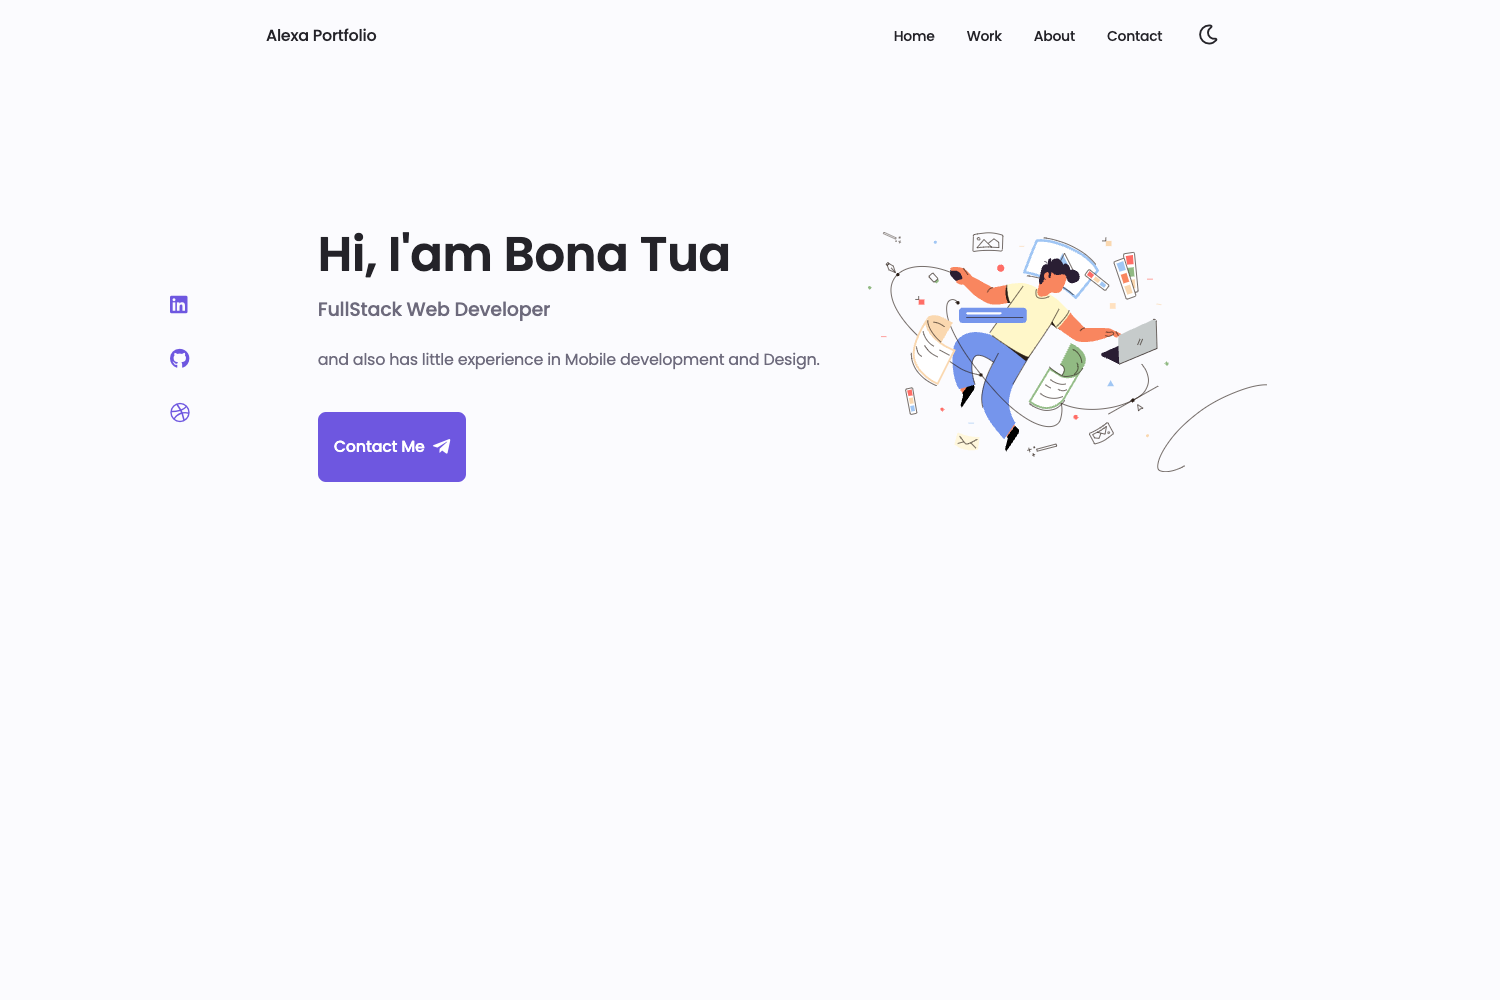 Alexa Portfolio
Home
Work
About
Contact
Hi, I'am Bona Tua
FullStack Web Developer
and also has little experience in Mobile development and Design.
Contact Me